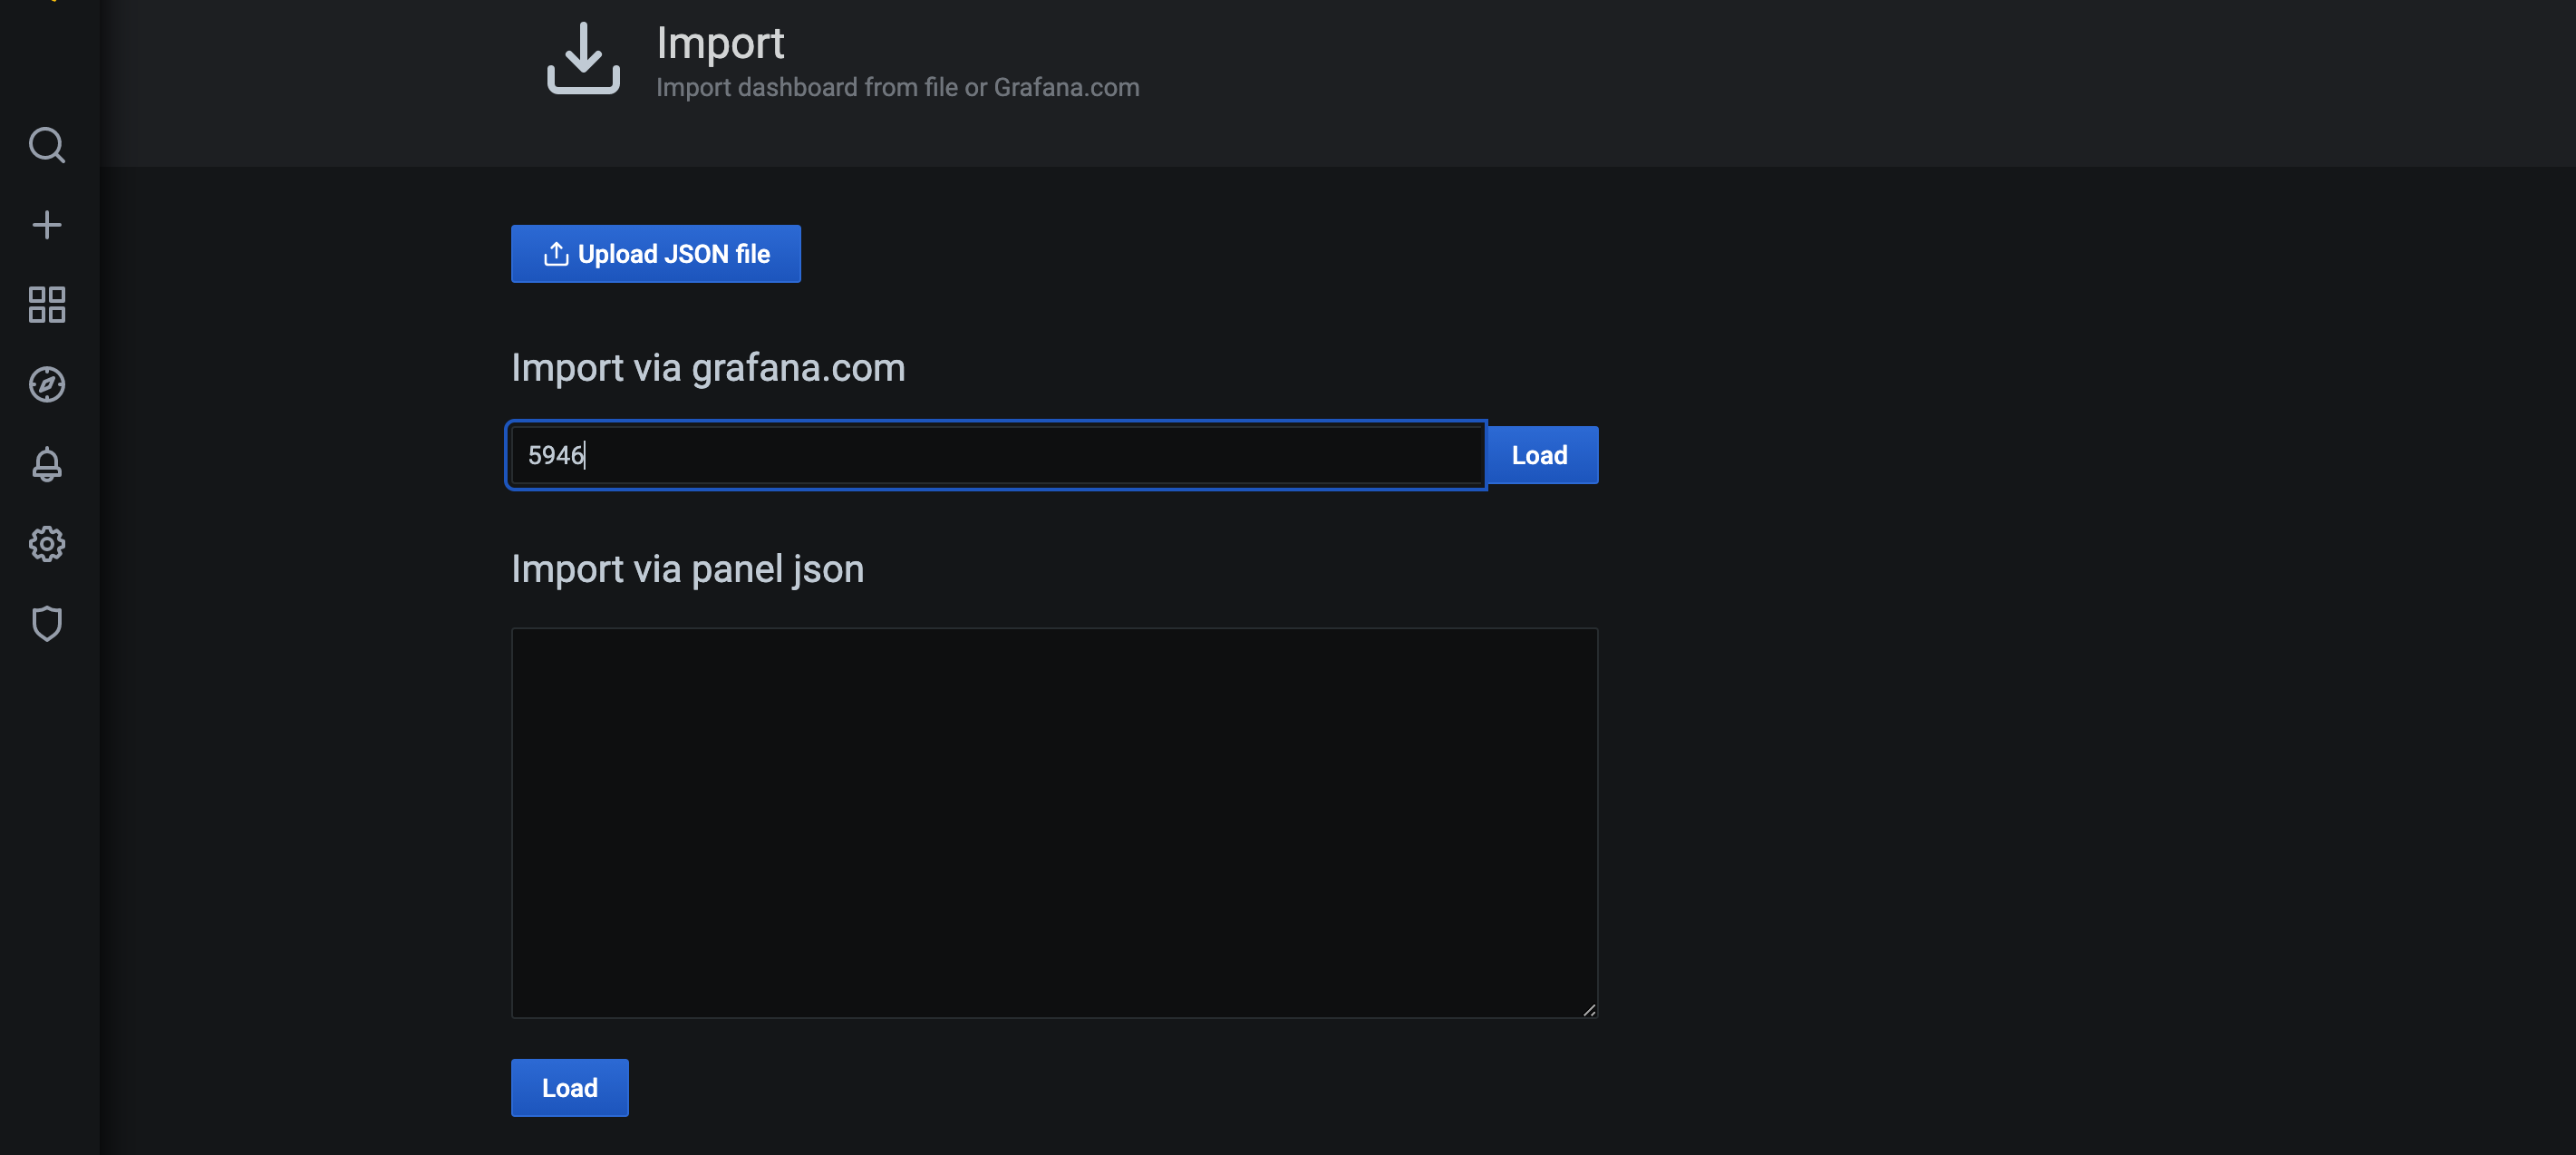 Import
Import dashboard from file or Grafana.com
Upload JSON file
Import via grafana.com
5946
Load
Import via panel json
Load